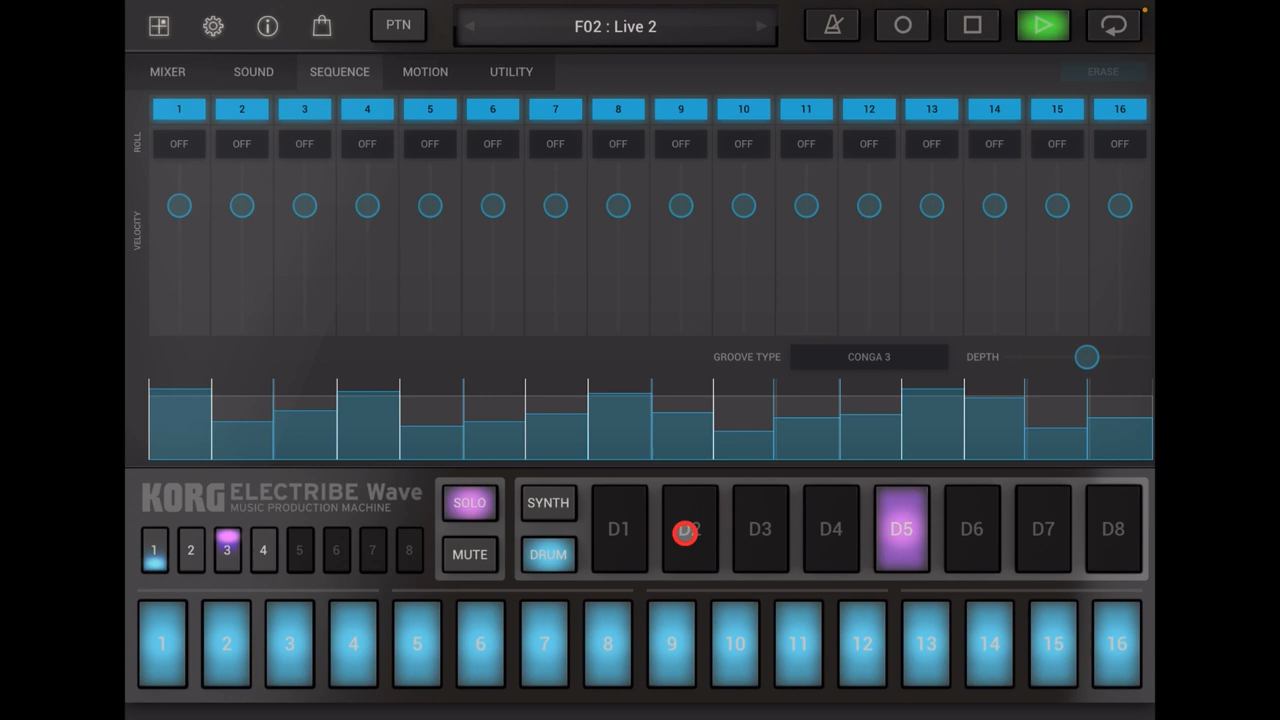 PTN
F02 : Live 2
MIXER SOUND SEQUENCE MOTION UTILITY ERASE
1 2 3 4 5 6 7 8 9 10 11 12 13 14 15 16
ROLL
OFF OFF OFF OFF OFF OFF OFF OFF OFF OFF OFF OFF OFF OFF OFF OFF
VELOCITY
GROOVE TYPE CONGA 3 DEPTH
KORG ELECTRIBE Wave
MUSIC PRODUCTION MACHINE
1 2 3 4 5 6 7 8
SOLO
MUTE
SYNTH
DRUM
D1 D2 D3 D4 D5 D6 D7 D8
1 2 3 4 5 6 7 8 9 10 11 12 13 14 15 16